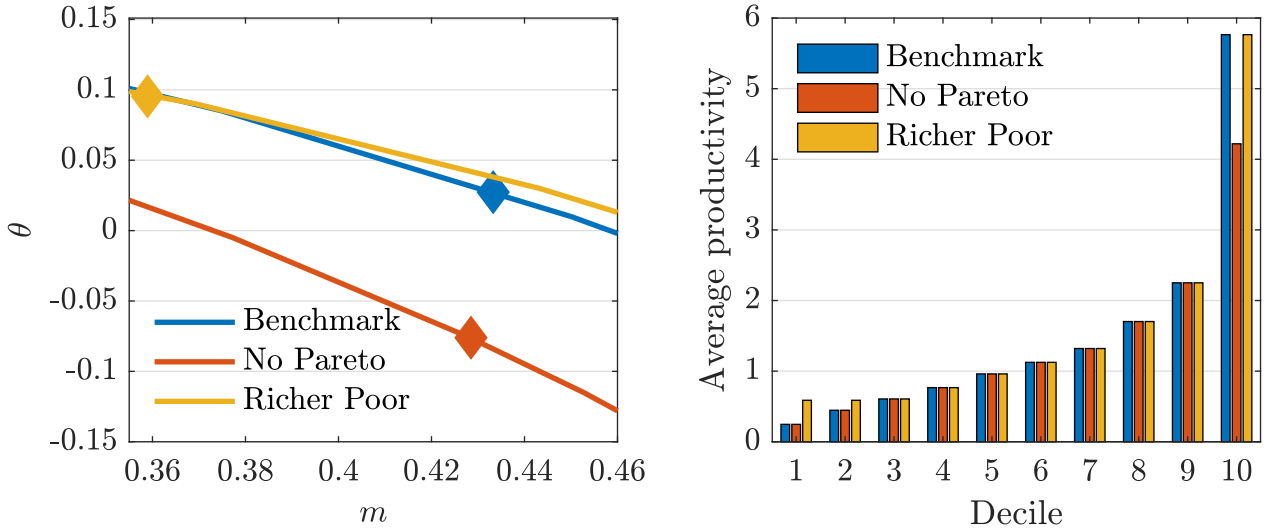 0.15
0.1
0.05
0
-0.05
-0.1
-0.15
θ
Benchmark
No Pareto
Richer Poor
0.36 0.38 0.4 0.42 0.44 0.46
m
6
5
4
3
2
1
0
Average productivity
Benchmark
No Pareto
Richer Poor
1 2 3 4 5 6 7 8 9 10
Decile